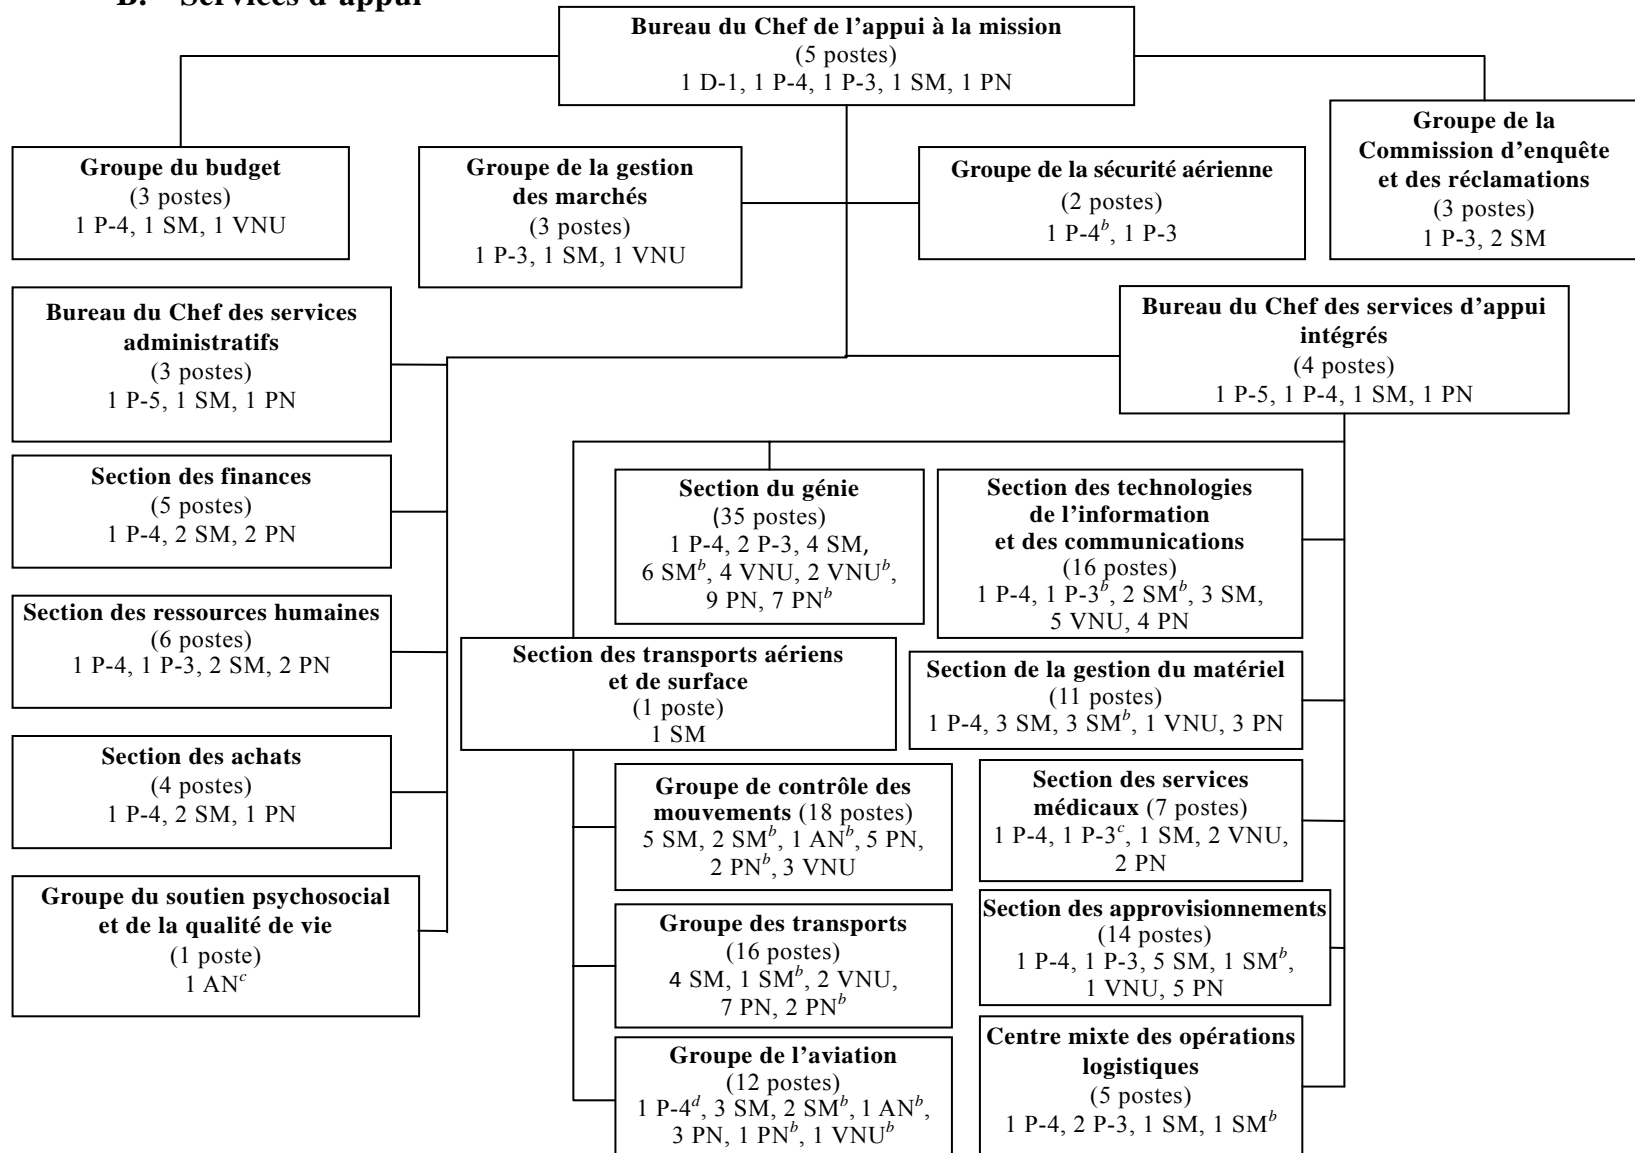 B. Services d'appui
Bureau du Chef de l'appui à la mission
(5 postes)
1 D-1, 1 P-4, 1 P-3, 1 SM, 1 PN
Groupe du budget
(3 postes)
1 P-4, 1 SM, 1 VNU
Groupe de la gestion
des marchés
(3 postes)
1 P-3, 1 SM, 1 VNU
Groupe de la sécurité aérienne
(2 postes)
1 P-4b, 1 P-3
Groupe de la
Commission d'enquête
et des réclamations
(3 postes)
1 P-3, 2 SM
Bureau du Chef des services
administratifs
(3 postes)
1 P-5, 1 SM, 1 PN
Bureau du Chef des services d'appui
intégrés
(4 postes)
1 P-5, 1 P-4, 1 SM, 1 PN
Section des finances
(5 postes)
1 P-4, 2 SM, 2 PN
Section des ressources humaines
(6 postes)
1 P-4, 1 P-3, 2 SM, 2 PN
Section des achats
(4 postes)
1 P-4, 2 SM, 1 PN
Groupe du soutien psychosocial
et de la qualité de vie
(1 poste)
1 ANc
Section du génie
(35 postes)
1 P-4, 2 P-3, 4 SM,
6 SMb, 4 VNU, 2 VNUb,
9 PN, 7 PNb
Section des transports aériens
et de surface
(1 poste)
1 SM
Groupe de contrôle des
mouvements (18 postes)
5 SM, 2 SMb, 1 ANb, 5 PN,
2 PNb, 3 VNU
Groupe des transports
(16 postes)
4 SM, 1 SMb, 2 VNU,
7 PN, 2 PNb
Groupe de l'aviation
(12 postes)
1 P-4d, 3 SM, 2 SMb, 1 ANb,
3 PN, 1 PNb, 1 VNUb
Section des technologies
de l'information
et des communications
(16 postes)
1 P-4, 1 P-3b, 2 SMb, 3 SM,
5 VNU, 4 PN
Section de la gestion du matériel
(11 postes)
1 P-4, 3 SM, 3 SMb, 1 VNU, 3 PN
Section des services
médicaux (7 postes)
1 P-4, 1 P-3c, 1 SM, 2 VNU,
2 PN
Section des approvisionnements
(14 postes)
1 P-4, 1 P-3, 5 SM, 1 SMb,
1 VNU, 5 PN
Centre mixte des opérations
logistiques
(5 postes)
1 P-4, 2 P-3, 1 SM, 1 SMb